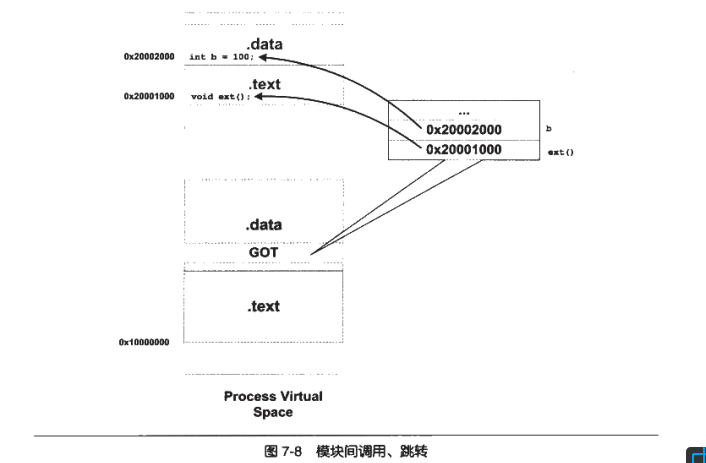 .data
0x20002000 int b = 100;
.text
0x20001000 void ext();
...
0x20002000 b
0x20001000 ext()
.data
GOT
.text
0x10000000
Process Virtual
Space
图 7-8 模块间调用、跳转